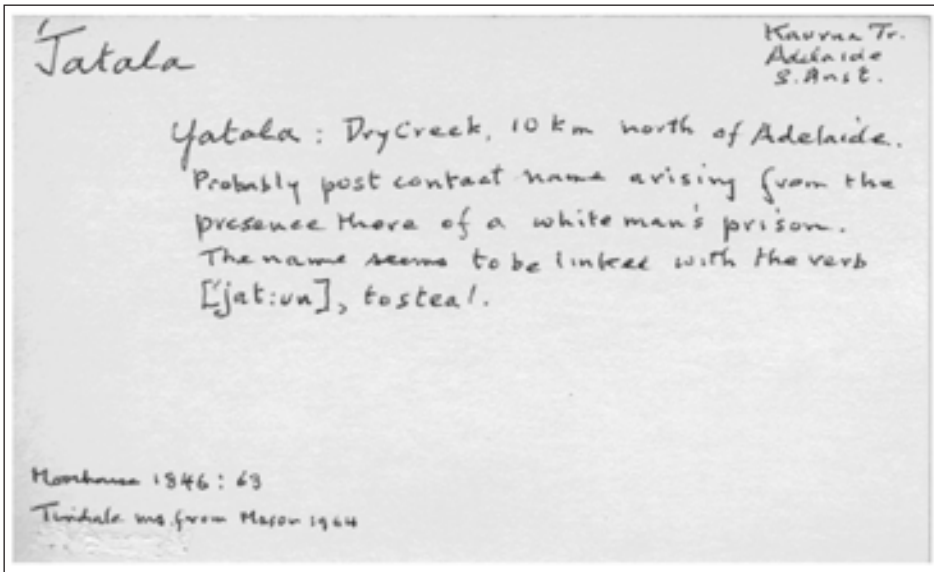 'Jatala
Kaurna Tr.
Adelaide
S. Aust.
Yatala : Dry Creek, 10 km north of Adelaide.
Probably post contact name arising from the
presence there of a white man's prison.
The name seems to be linked with the verb
['jat:un], to steal.
Moorhouse 1846 : 63
Tindale ms from Mason 1964